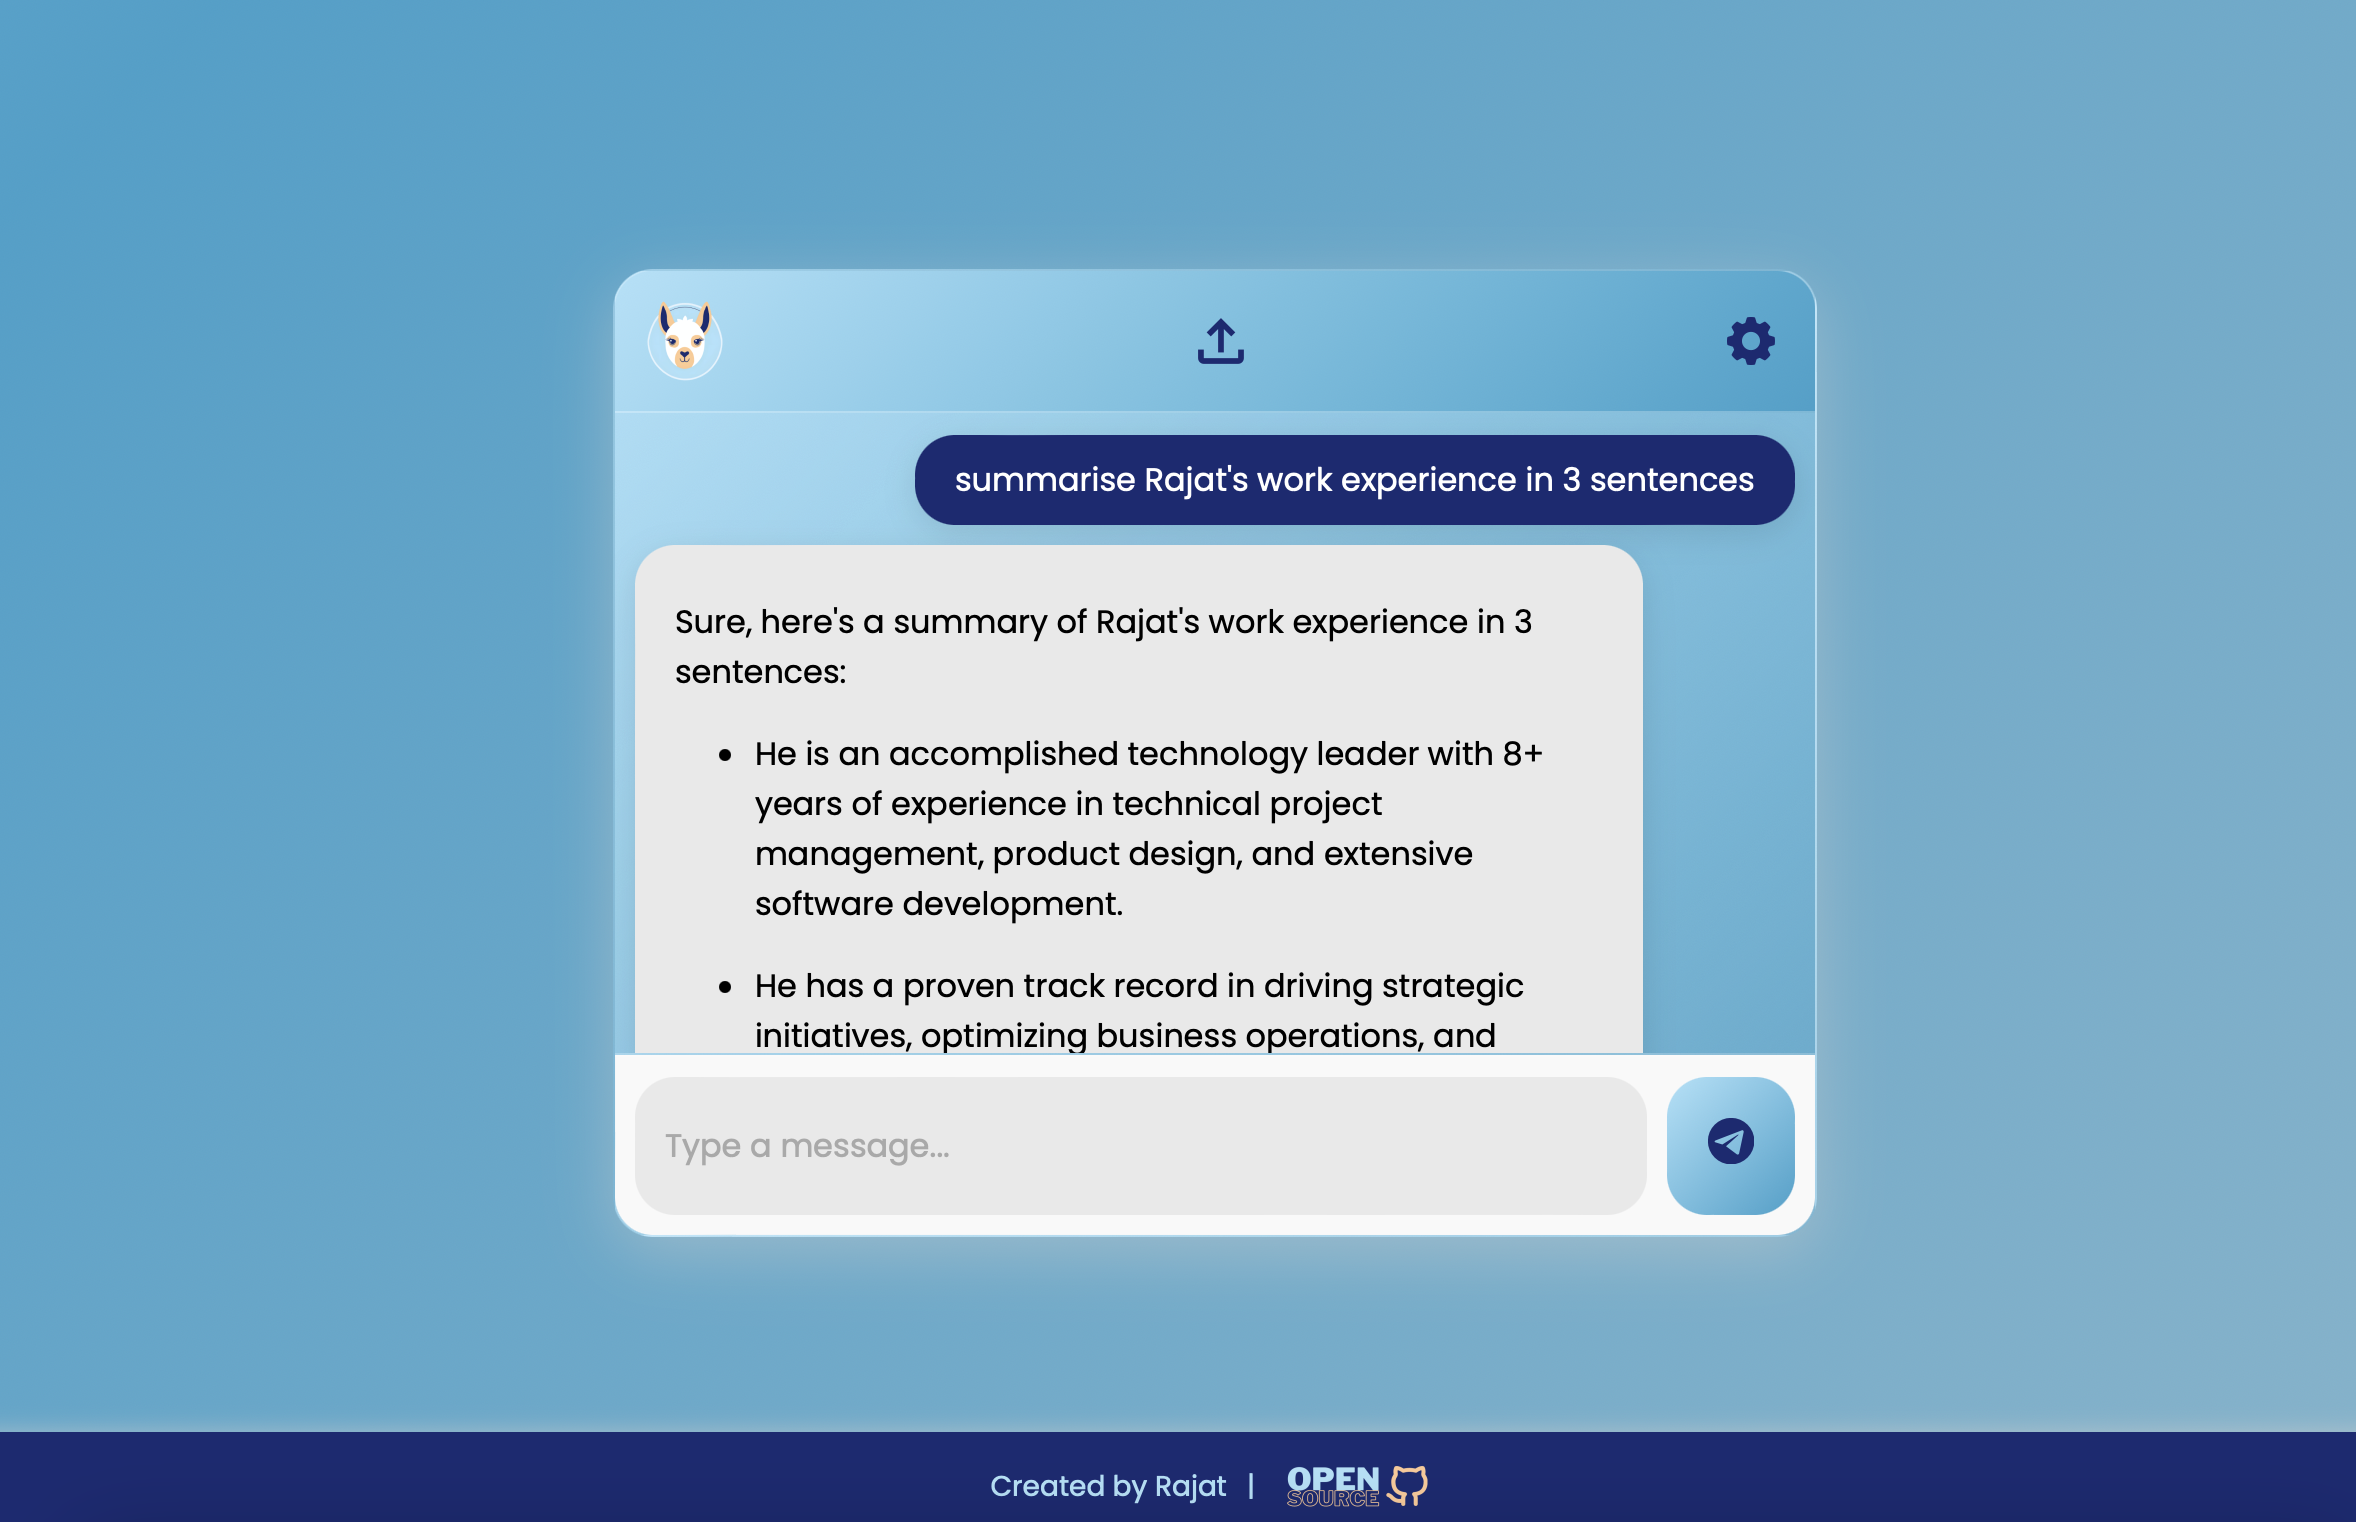 summarise Rajat's work experience in 3 sentences
Sure, here's a summary of Rajat's work experience in 3
sentences:
• He is an accomplished technology leader with 8+
years of experience in technical project
management, product design, and extensive
software development.
• He has a proven track record in driving strategic
initiatives, optimizing business operations, and
Type a message...
Created by Rajat |
OPEN
SOURCE